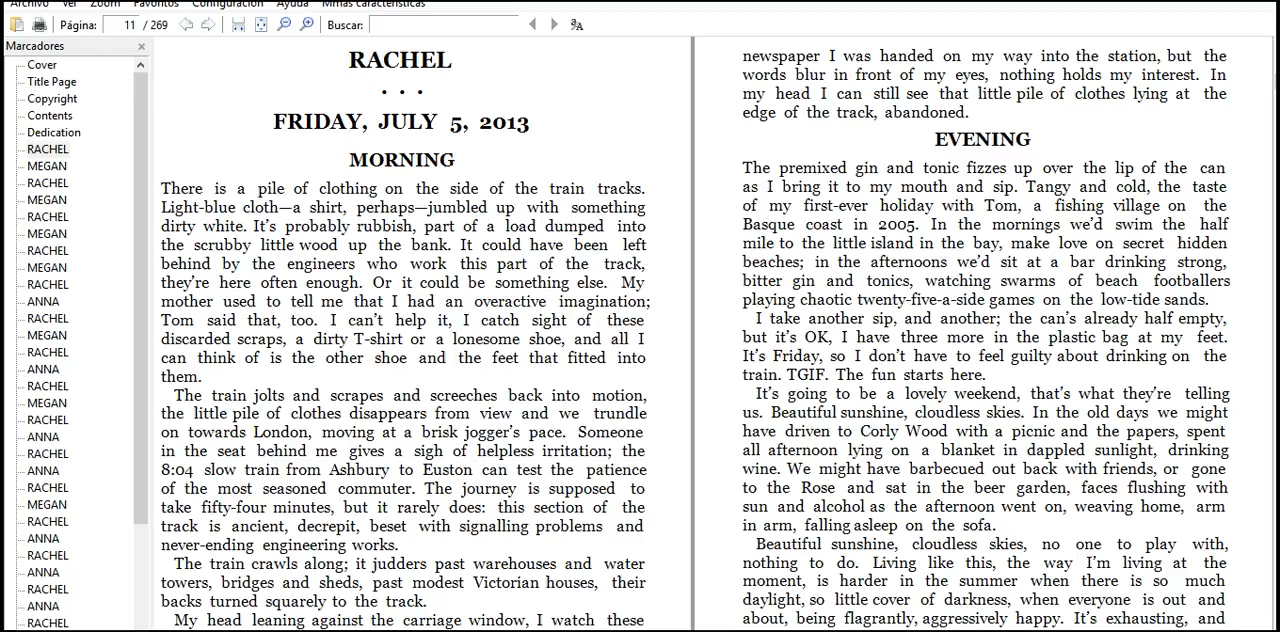 Archivo Ver Zoom Favoritos Configuración Ayuda Mmas características
Página: 11 / 269 Buscar:
Marcadores
Cover
Title Page
Copyright
Contents
Dedication
RACHEL
MEGAN
RACHEL
MEGAN
RACHEL
MEGAN
RACHEL
MEGAN
RACHEL
ANNA
RACHEL
MEGAN
RACHEL
ANNA
RACHEL
MEGAN
RACHEL
ANNA
RACHEL
ANNA
RACHEL
MEGAN
RACHEL
ANNA
RACHEL
ANNA
RACHEL
ANNA
RACHEL
RACHEL
. . .
FRIDAY, JULY 5, 2013
MORNING
There is a pile of clothing on the side of the train tracks.
Light-blue cloth—a shirt, perhaps—jumbled up with something
dirty white. It's probably rubbish, part of a load dumped into
the scrubby little wood up the bank. It could have been left
behind by the engineers who work this part of the track,
they're here often enough. Or it could be something else. My
mother used to tell me that I had an overactive imagination;
Tom said that, too. I can't help it, I catch sight of these
discarded scraps, a dirty T-shirt or a lonesome shoe, and all I
can think of is the other shoe and the feet that fitted into
them.
The train jolts and scrapes and screeches back into motion,
the little pile of clothes disappears from view and we trundle
on towards London, moving at a brisk jogger's pace. Someone
in the seat behind me gives a sigh of helpless irritation; the
8:04 slow train from Ashbury to Euston can test the patience
of the most seasoned commuter. The journey is supposed to
take fifty-four minutes, but it rarely does: this section of the
track is ancient, decrepit, beset with signalling problems and
never-ending engineering works.
The train crawls along; it judders past warehouses and water
towers, bridges and sheds, past modest Victorian houses, their
backs turned squarely to the track.
My head leaning against the carriage window, I watch these
newspaper I was handed on my way into the station, but the
words blur in front of my eyes, nothing holds my interest. In
my head I can still see that little pile of clothes lying at the
edge of the track, abandoned.
EVENING
The premixed gin and tonic fizzes up over the lip of the can
as I bring it to my mouth and sip. Tangy and cold, the taste
of my first-ever holiday with Tom, a fishing village on the
Basque coast in 2005. In the mornings we'd swim the half
mile to the little island in the bay, make love on secret hidden
beaches; in the afternoons we'd sit at a bar drinking strong,
bitter gin and tonics, watching swarms of beach footballers
playing chaotic twenty-five-a-side games on the low-tide sands.
I take another sip, and another; the can's already half empty,
but it's OK, I have three more in the plastic bag at my feet.
It's Friday, so I don't have to feel guilty about drinking on the
train. TGIF. The fun starts here.
It's going to be a lovely weekend, that's what they're telling
us. Beautiful sunshine, cloudless skies. In the old days we might
have driven to Corly Wood with a picnic and the papers, spent
all afternoon lying on a blanket in dappled sunlight, drinking
wine. We might have barbecued out back with friends, or gone
to the Rose and sat in the beer garden, faces flushing with
sun and alcohol as the afternoon went on, weaving home, arm
in arm, falling asleep on the sofa.
Beautiful sunshine, cloudless skies, no one to play with,
nothing to do. Living like this, the way I'm living at the
moment, is harder in the summer when there is so much
daylight, so little cover of darkness, when everyone is out and
about, being flagrantly, aggressively happy. It's exhausting, and